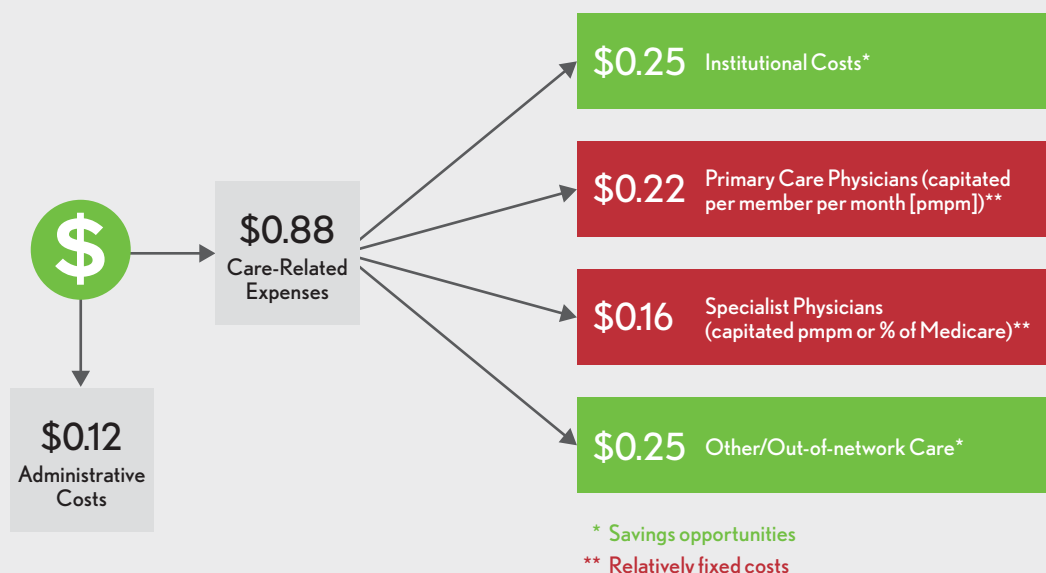 $
$0.12
Administrative
Costs
$0.88
Care-Related
Expenses
$0.25 Institutional Costs*
$0.22 Primary Care Physicians (capitated
per member per month [pmpm])**
$0.16 Specialist Physicians
(capitated pmpm or % of Medicare)**
$0.25 Other/Out-of-network Care*
* Savings opportunities
** Relatively fixed costs